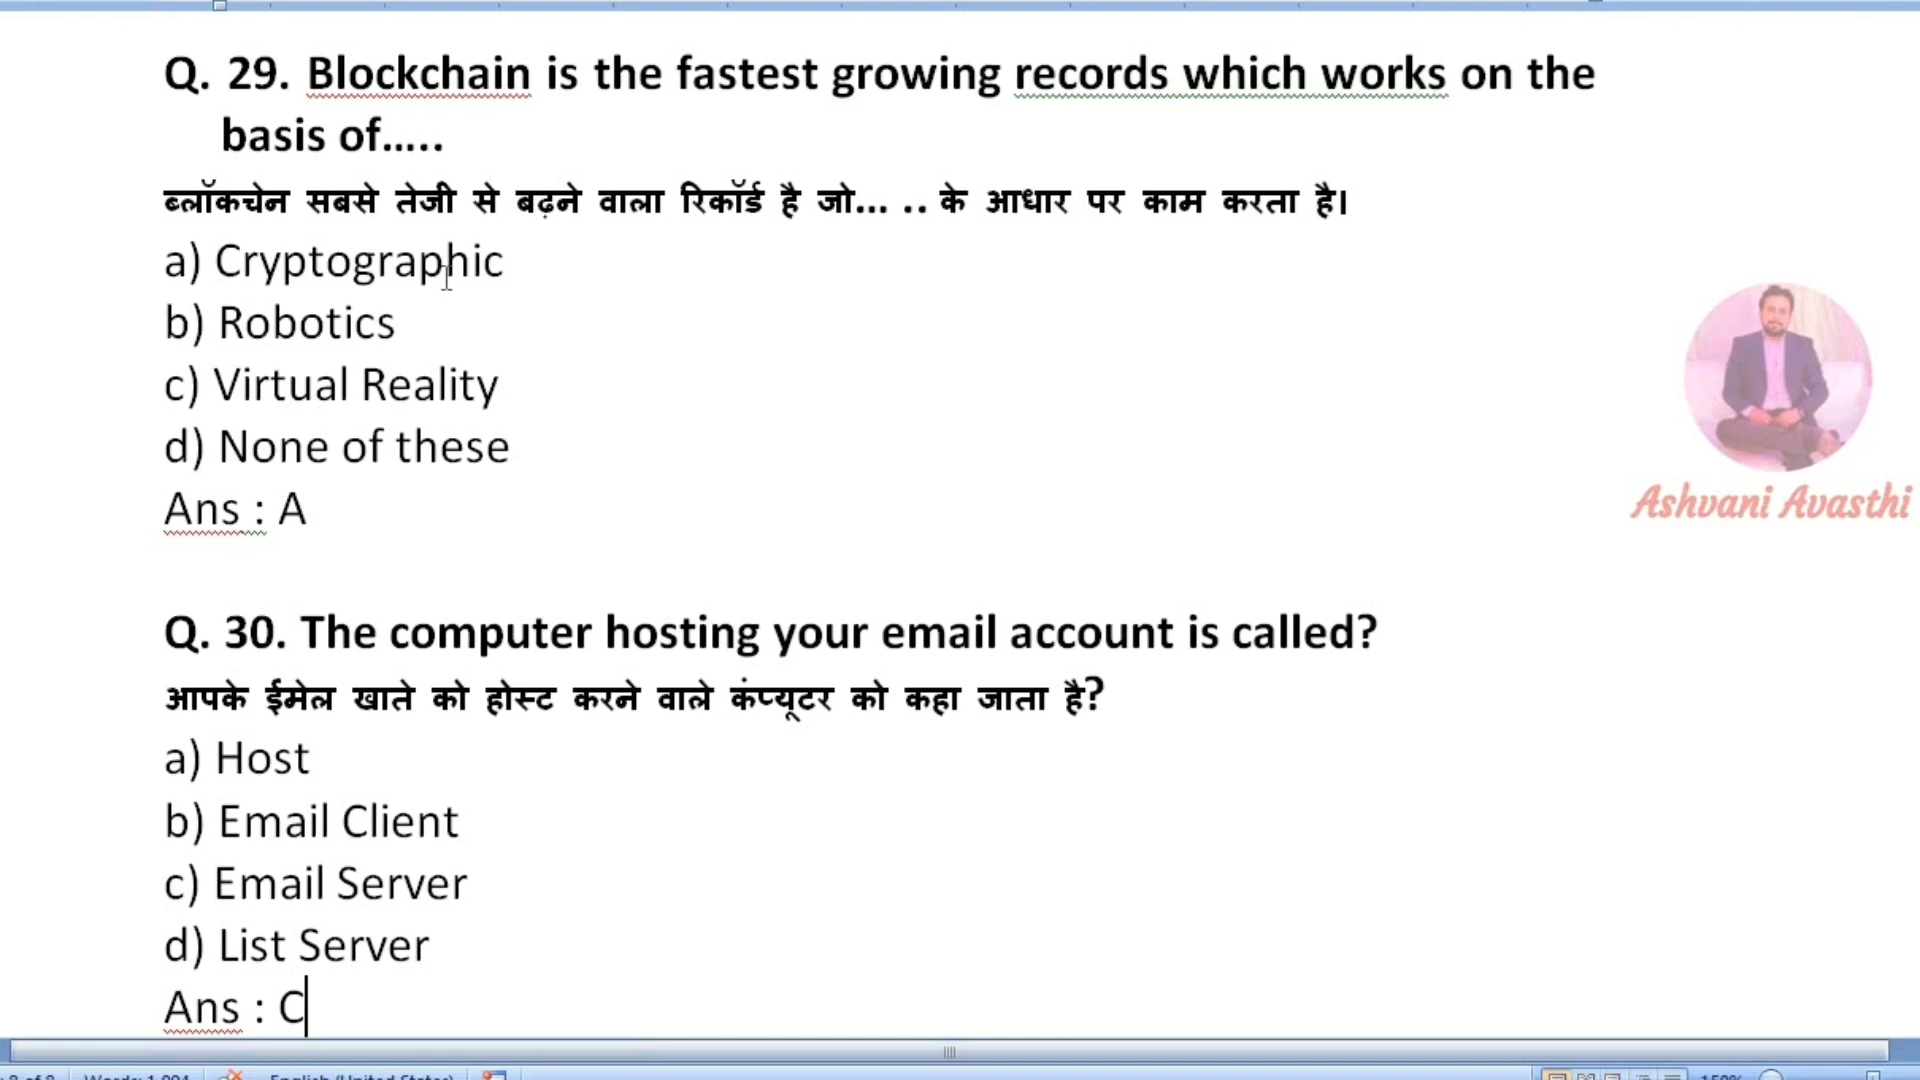 Q. 29. Blockchain is the fastest growing records which works on the
basis of.....
ब्लॉकचेन सबसे तेजी से बढ़ने वाला रिकॉर्ड है जो... .. के आधार पर काम करता है।
a) Cryptographic
b) Robotics
c) Virtual Reality
d) None of these
Ans : A
Ashvani Avasthi
Q. 30. The computer hosting your email account is called?
आपके ईमेल खाते को होस्ट करने वाले कंप्यूटर को कहा जाता है?
a) Host
b) Email Client
c) Email Server
d) List Server
Ans : C